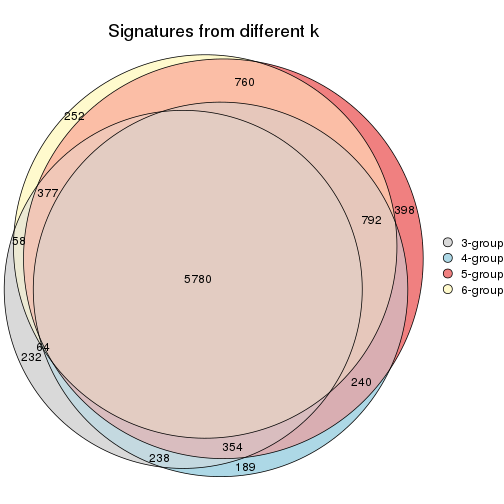 Signatures from different k
760
252
377
398
792
58
5780
64
232
240
354
238
189
3-group
4-group
5-group
6-group